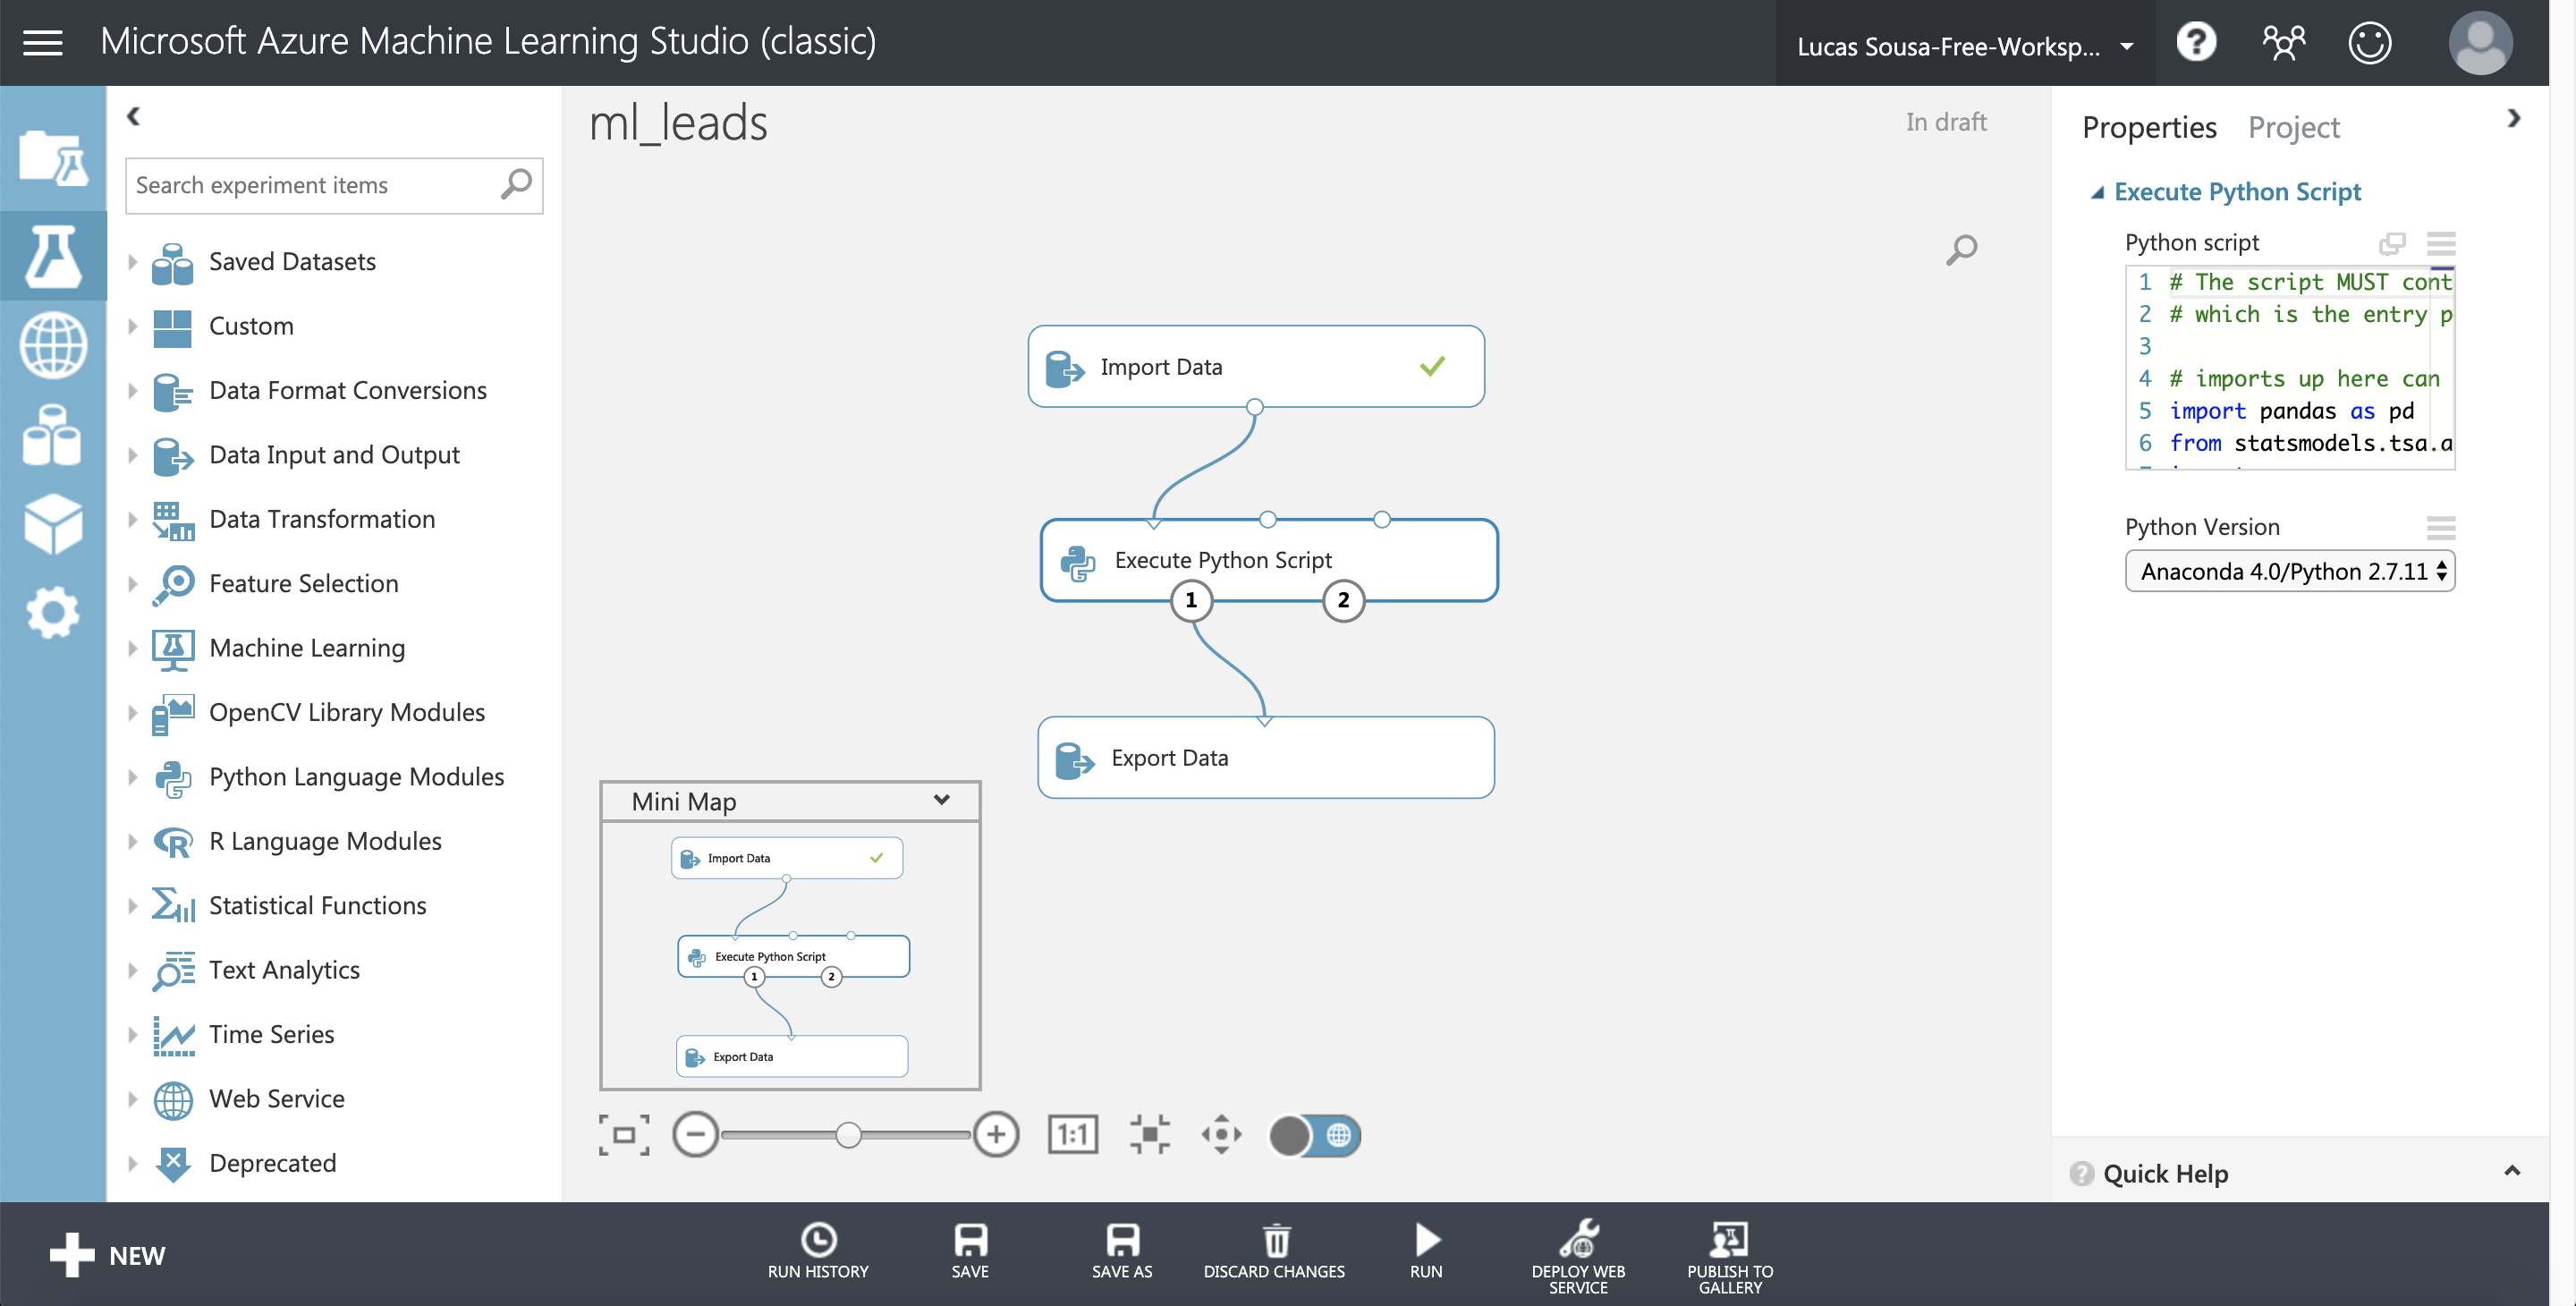 Microsoft Azure Machine Learning Studio (classic)
Lucas Sousa-Free-Worksp...
ml_leads
In draft
Search experiment items
Saved Datasets
Custom
Data Format Conversions
Data Input and Output
Data Transformation
Feature Selection
Machine Learning
OpenCV Library Modules
Python Language Modules
R Language Modules
Statistical Functions
Text Analytics
Time Series
Web Service
Deprecated
Import Data
Execute Python Script
1
2
Export Data
Mini Map
Import Data
Execute Python Script
1
2
Export Data
1:1
Properties Project
Execute Python Script
Python script
1 # The script MUST cont
2 # which is the entry p
3
4 # imports up here can
5 import pandas as pd
6 from statsmodels.tsa.a
Python Version
Anaconda 4.0/Python 2.7.11
Quick Help
NEW
RUN HISTORY
SAVE
SAVE AS
DISCARD CHANGES
RUN
DEPLOY WEB
SERVICE
PUBLISH TO
GALLERY